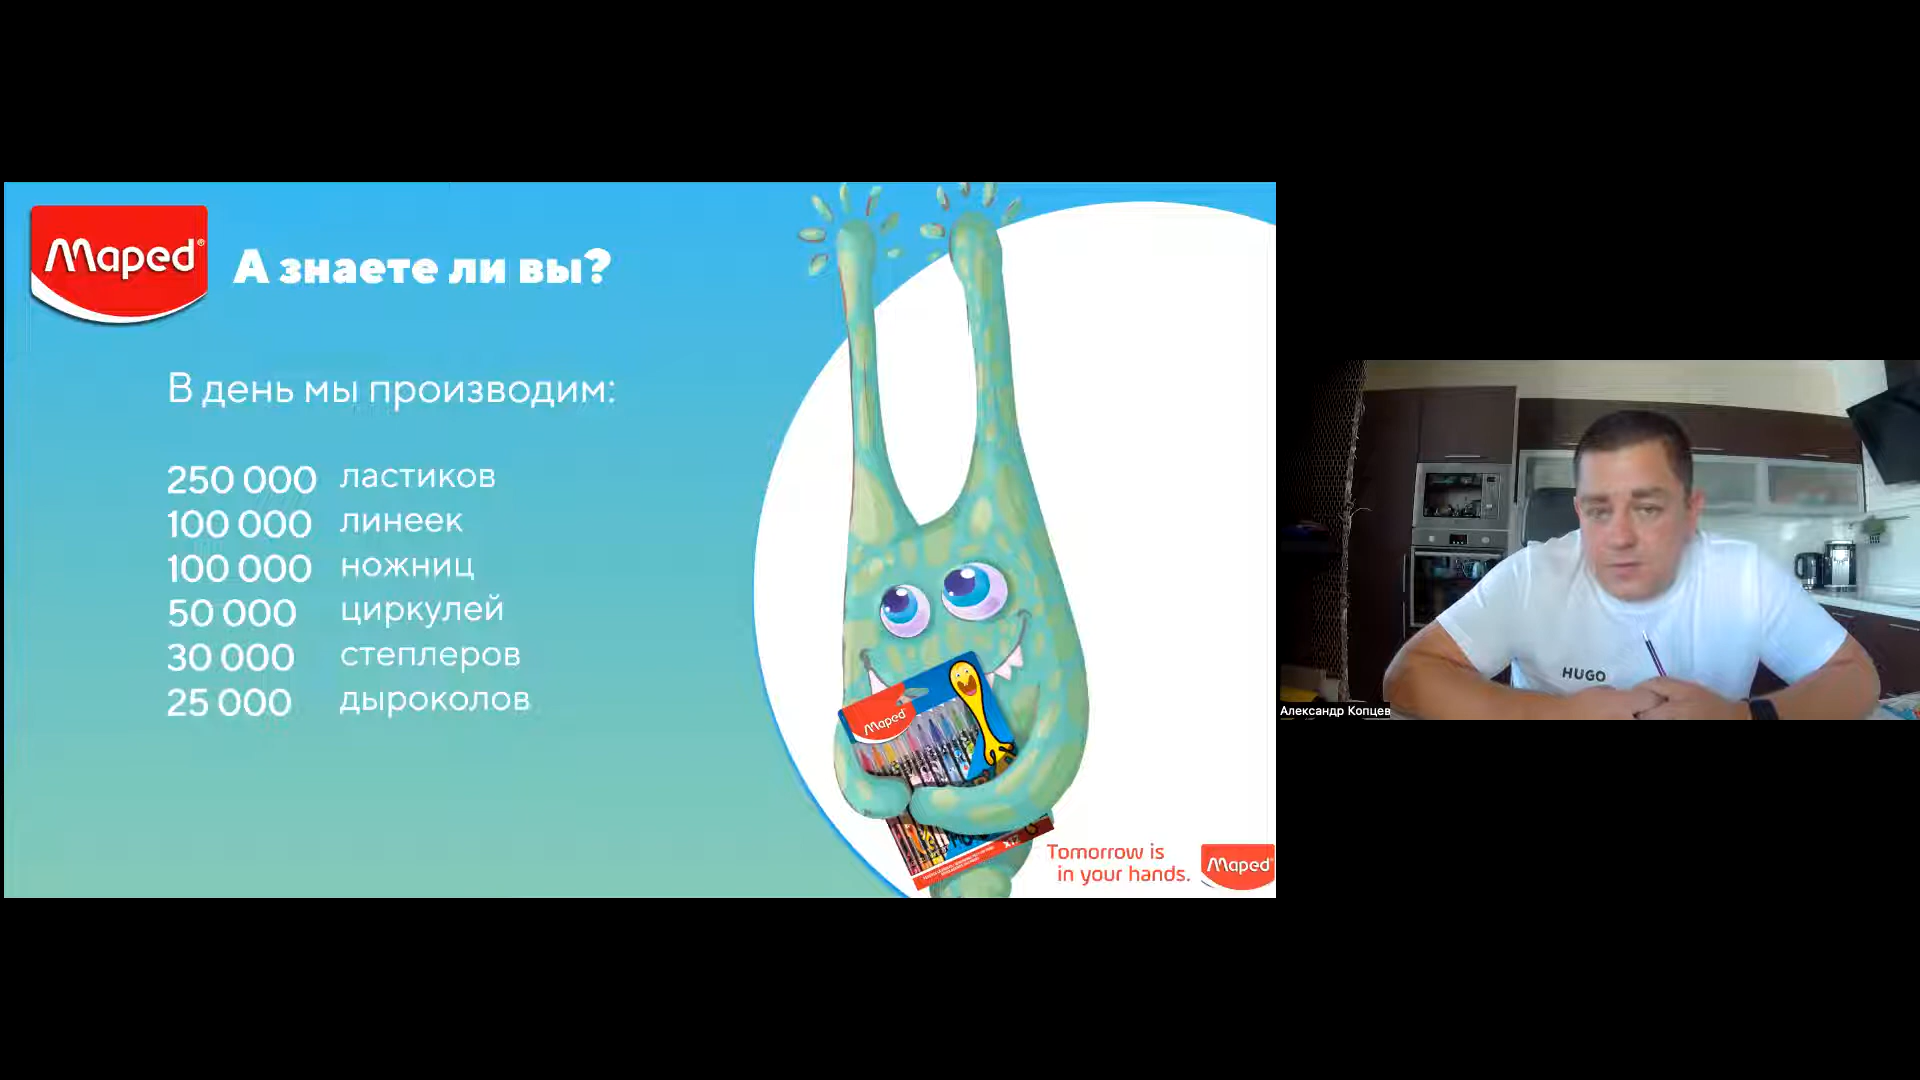 Maped®
А знаете ли вы?
В день мы производим:
250 000 ластиков
100 000 линеек
100 000 ножниц
50 000 циркулей
30 000 степлеров
25 000 дыроколов
Maped
Tomorrow is
in your hands.
Maped
HUGO
Александр Копцев